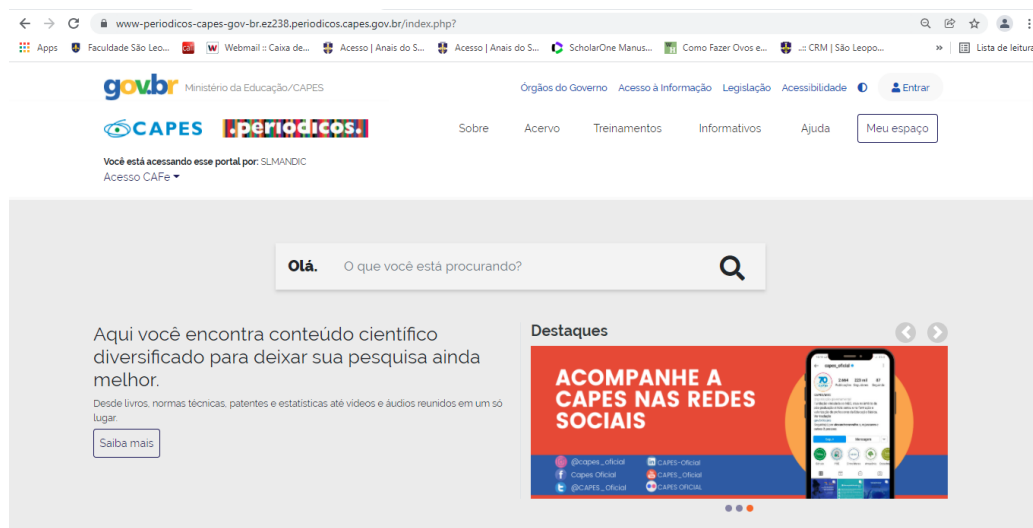 www-periodicos-capes-gov-br.ez238.periodicos.capes.gov.br/index.php?
Apps Faculdade São Leo... Webmail :: Caixa de... Acesso | Anais do S... Acesso | Anais do S... ScholarOne Manus... Como Fazer Ovos e... ..:: CRM | São Leopo... » Lista de leitura
gov.br Ministério da Educação/CAPES Órgãos do Governo Acesso à Informação Legislação Acessibilidade Entrar
CAPES .periodicos. Sobre Acervo Treinamentos Informativos Ajuda Meu espaço
Você está acessando esse portal por: SLMANDIC
Acesso CAFe
Olá. O que você está procurando?
Aqui você encontra conteúdo científico
diversificado para deixar sua pesquisa ainda
melhor.
Desde livros, normas técnicas, patentes e estatísticas até vídeos e áudios reunidos em um só
lugar.
Saiba mais
Destaques
ACOMPANHE A
CAPES NAS REDES
SOCIAIS
@capes_oficial CAPES-Oficial
Capes Oficial CAPES_Oficial
@CAPES_Oficial CAPES OFICIAL
capes_oficial
70